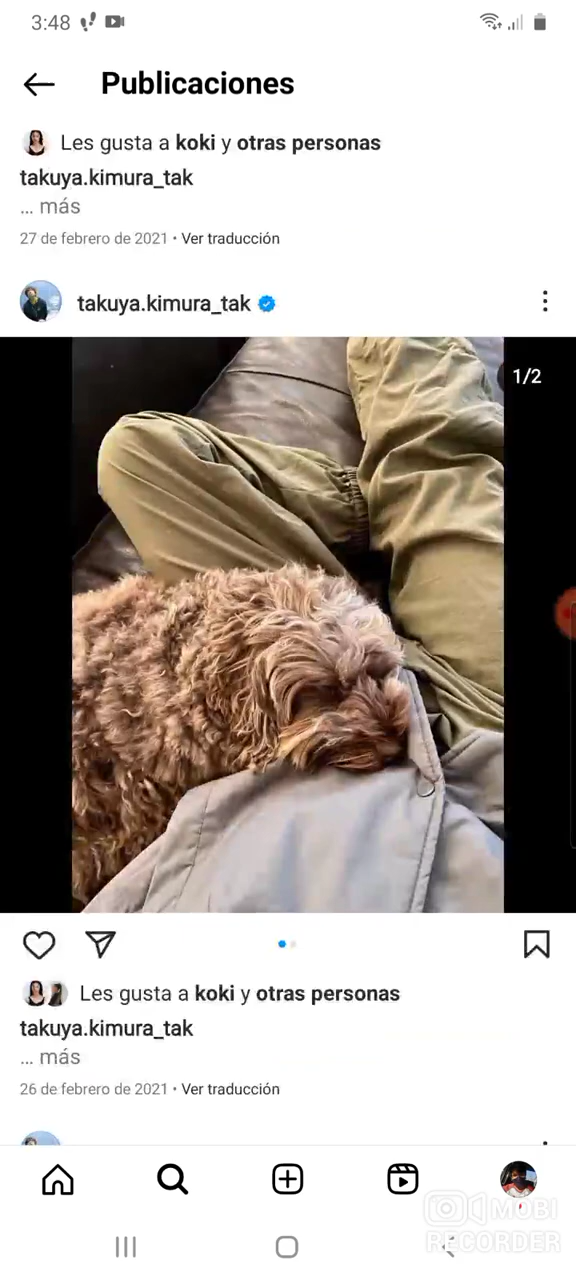 3:48
Publicaciones
Les gusta a koki y otras personas
takuya.kimura_tak
... más
27 de febrero de 2021 • Ver traducción
takuya.kimura_tak
1/2
Les gusta a koki y otras personas
takuya.kimura_tak
... más
26 de febrero de 2021 • Ver traducción
MOBI
RECORDER